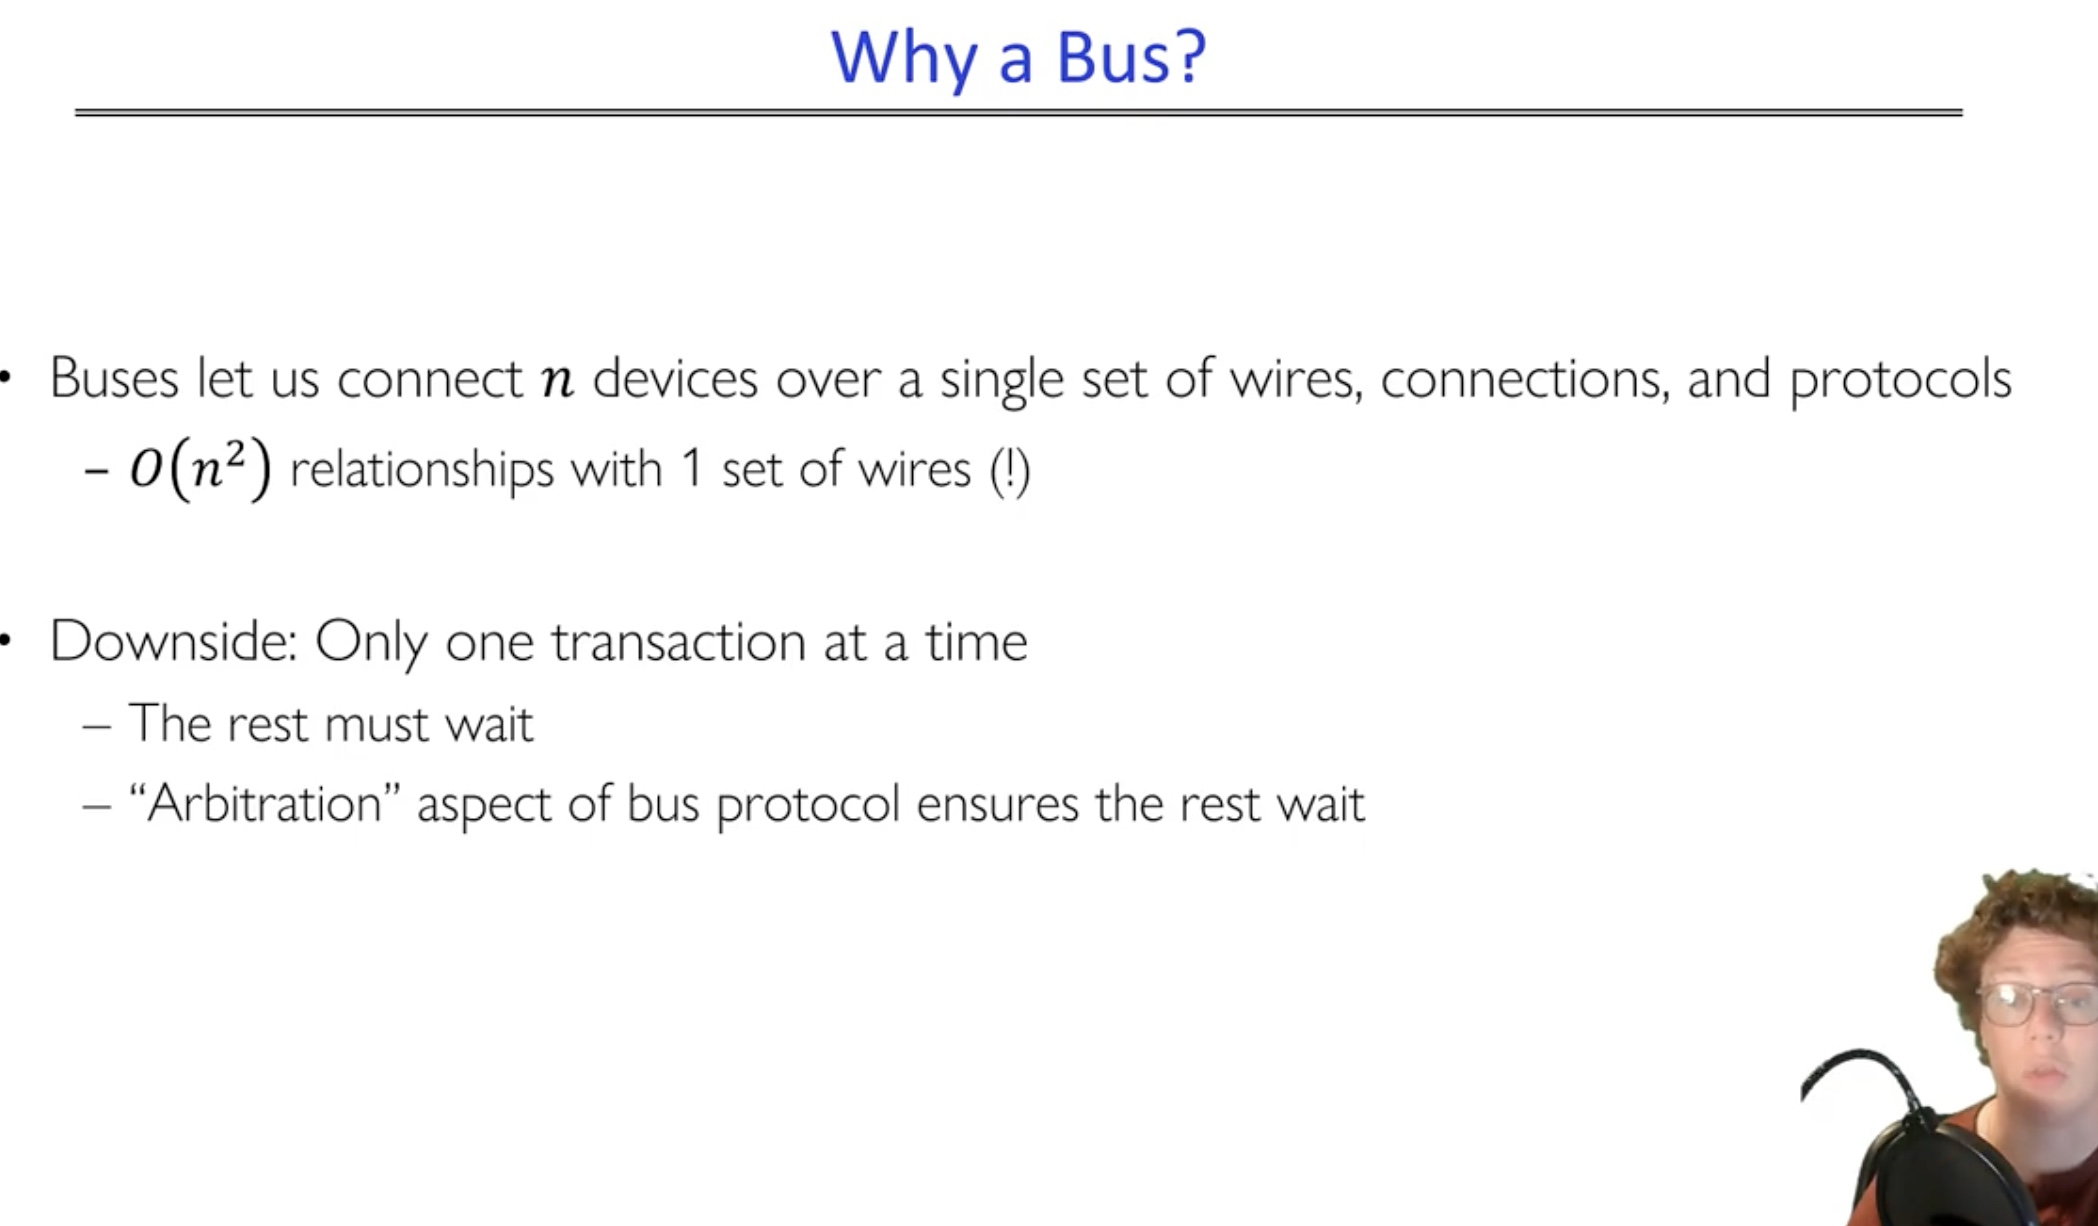 Why a Bus?
• Buses let us connect n devices over a single set of wires, connections, and protocols
– O(n²) relationships with 1 set of wires (!)
• Downside: Only one transaction at a time
– The rest must wait
– “Arbitration” aspect of bus protocol ensures the rest wait